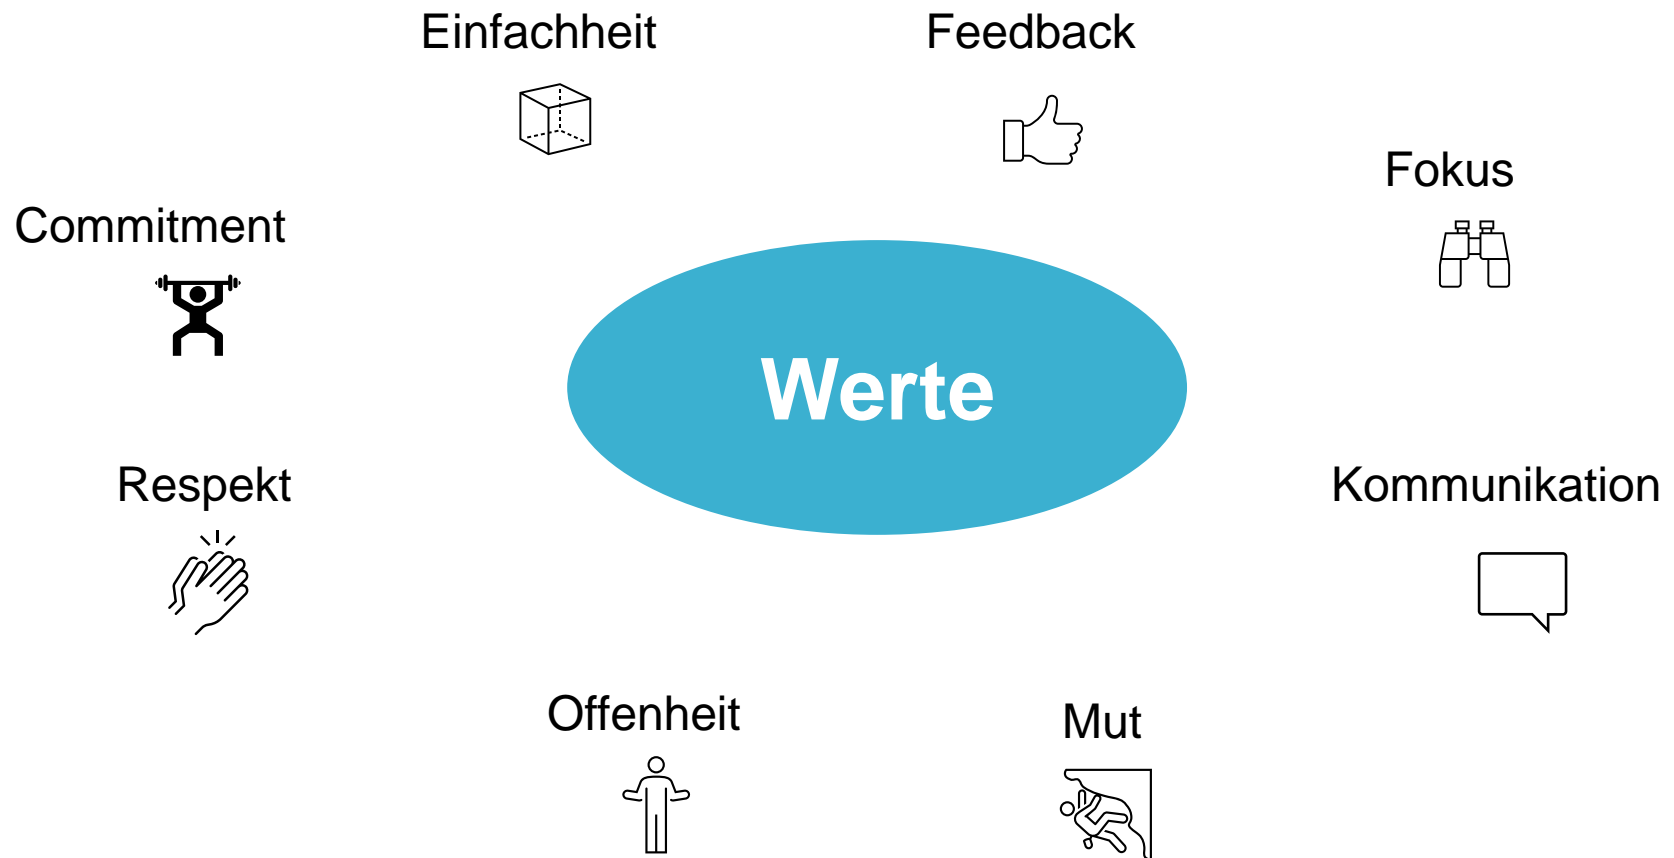 Einfachheit
Feedback
Fokus
Commitment
Werte
Respekt
Kommunikation
Offenheit
Mut